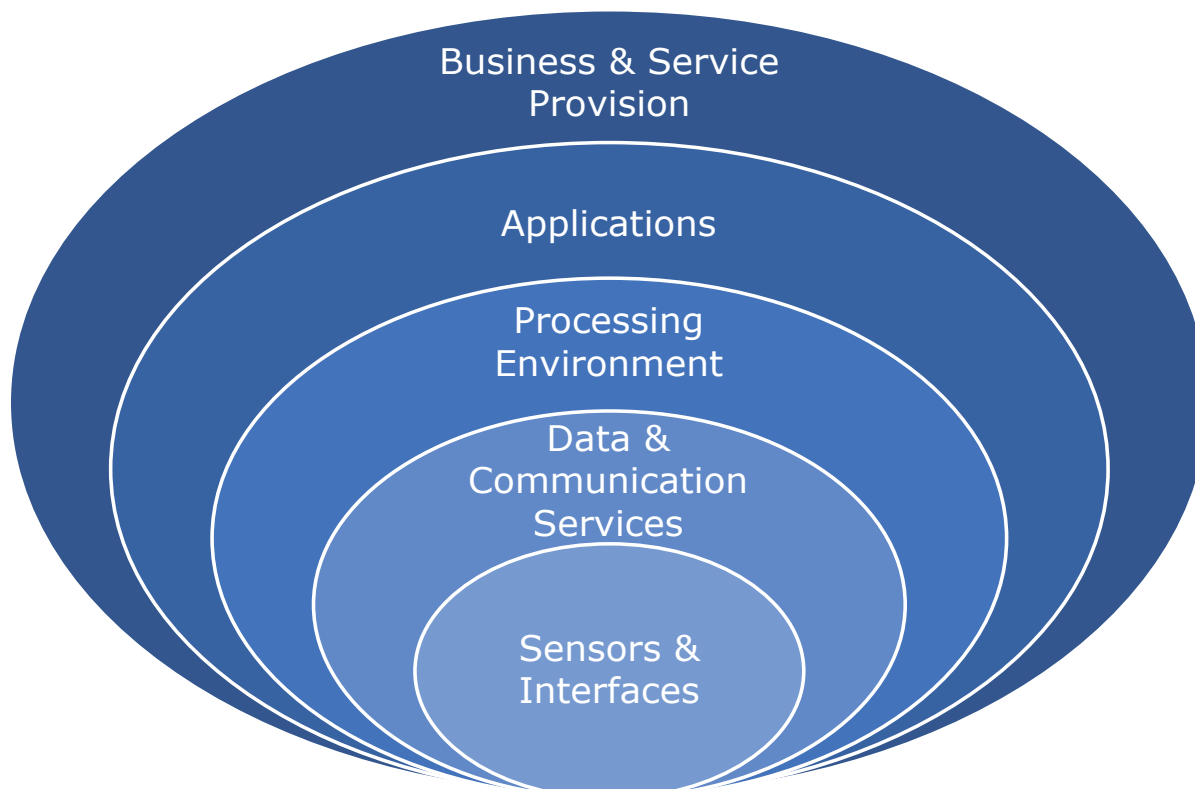 Business & Service
Provision
Applications
Processing
Environment
Data &
Communication
Services
Sensors &
Interfaces